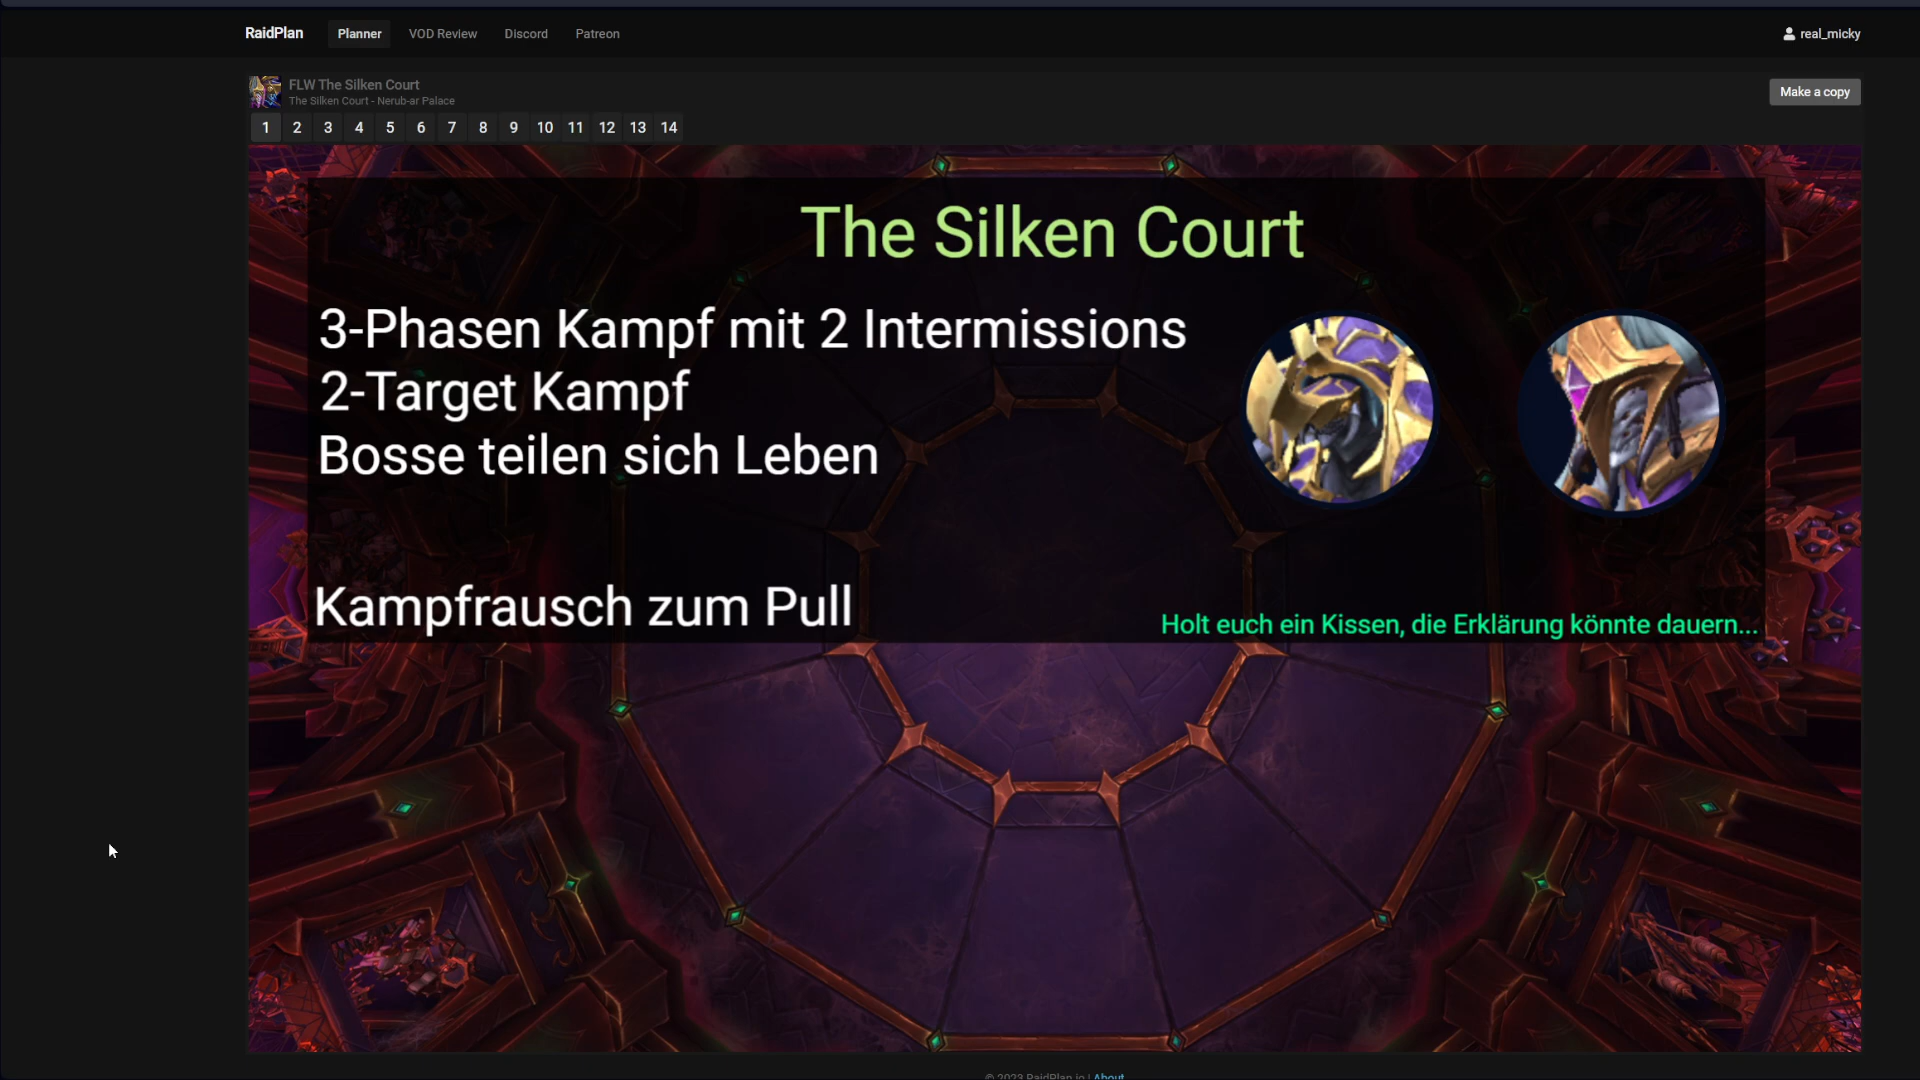 RaidPlan Planner VOD Review Discord Patreon real_micky
FLW The Silken Court
The Silken Court - Nerub-ar Palace
Make a copy
1 2 3 4 5 6 7 8 9 10 11 12 13 14
The Silken Court
3-Phasen Kampf mit 2 Intermissions
2-Target Kampf
Bosse teilen sich Leben
Kampfrausch zum Pull
Holt euch ein Kissen, die Erklärung könnte dauern...
© 2023 RaidPlan.io | About